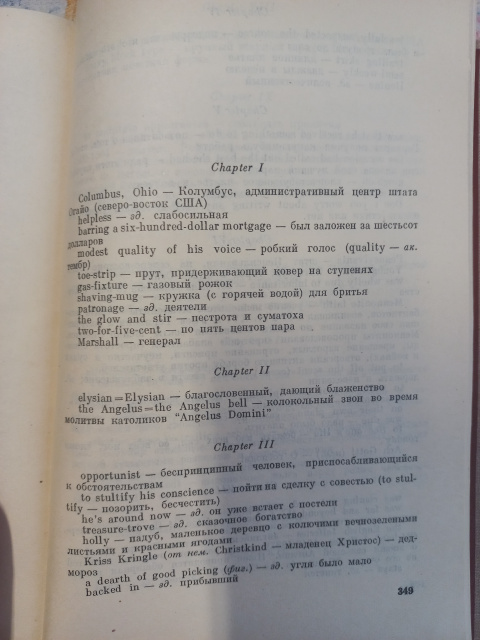 Chapter I
Columbus, Ohio — Колумбус, административный центр штата
Огайо (северо-восток США)
helpless — зд. слабосильная
barring a six-hundred-dollar mortgage — был заложен за шестьсот
долларов
modest quality of his voice — робкий голос (quality — ак.
тембр)
toe-strip — прут, придерживающий ковер на ступенях
gas-fixture — газовый рожок
shaving-mug — кружка (с горячей водой) для бритья
patronage — зд. деятели
the glow and stir — пестрота и суматоха
two-for-five-cent — по пять центов пара
Marshall — генерал
Chapter II
elysian=Elysian — благословенный, дающий блаженство
the Angelus=the Angelus bell — колокольный звон во время
молитвы католиков "Angelus Domini"
Chapter III
opportunist — беспринципный человек, приспосабливающийся
к обстоятельствам
to stultify his conscience — пойти на сделку с совестью (to stul-
tify — позорить, бесчестить)
he's around now — зд. он уже встает с постели
treasure-trove — зд. сказочное богатство
holly — падуб, маленькое деревцо с колючими вечнозелеными
листьями и красными ягодами
Kriss Kringle (от нем. Christkind — младенец Христос) — дед-
мороз
a dearth of good picking (фиг.) — зд. угля было мало
backed in — зд. прибывший
349